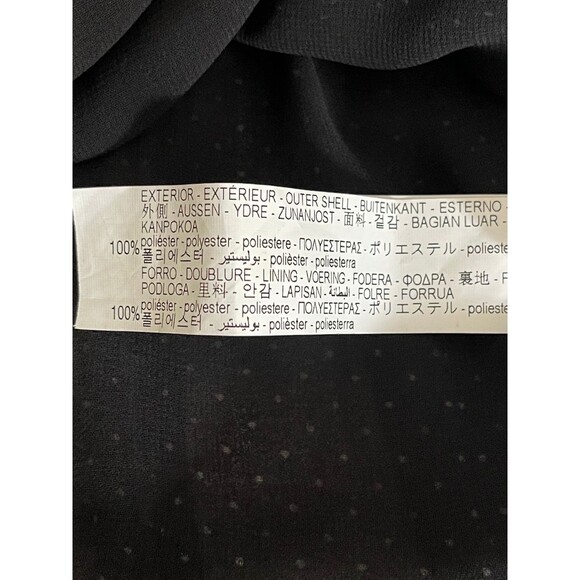 EXTERIOR - EXTÉRIEUR - OUTER SHELL - BUITENKANT - ESTERNO -
外側 - AUSSEN - YDRE - ZUNANJOST - 面料 - 겉감 - BAGIAN LUAR -
KANPOKOA
100% poliéster - polyester - poliestere - ΠΟΛΥΕΣΤΕΡΑΣ - ポリエステル - polieste
폴리에스터 - بوليستير - polièster - poliesterra
FORRO - DOUBLURE - LINING - VOERING - FODERA - ΦΟΔΡΑ - 裏地 - F
PODLOGA - 里料 - 안감 - LAPISAN - البطانة - FOLRE - FORRUA
100% poliéster - polyester - poliestere - ΠΟΛΥΕΣΤΕΡΑΣ - ポリエステル - polieste
폴리에스터 - بوليستير - polièster - poliesterra